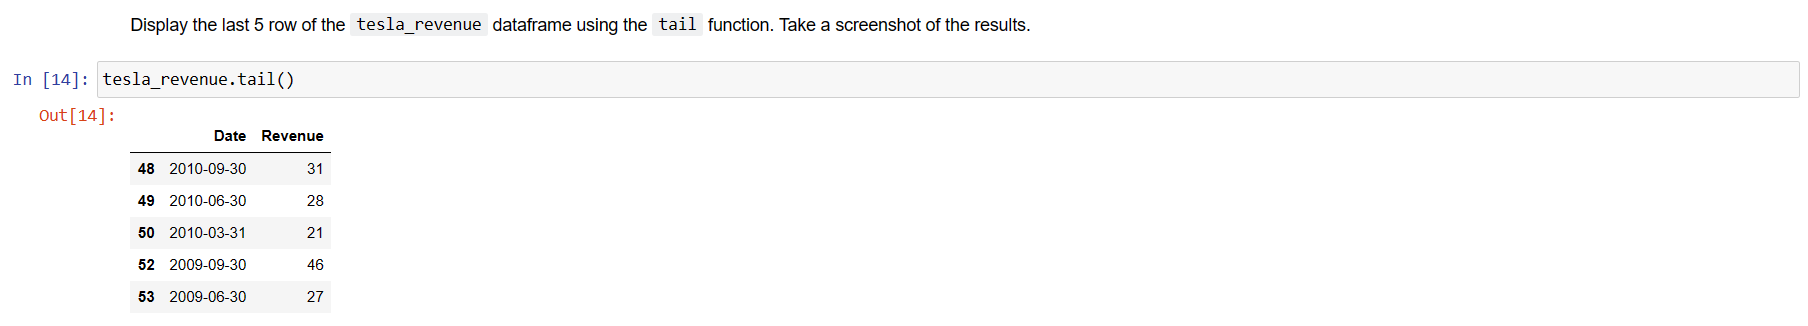 Display the last 5 row of the tesla_revenue dataframe using the tail function. Take a screenshot of the results.
In [14]: tesla_revenue.tail()
Out[14]:
Date Revenue
48 2010-09-30 31
49 2010-06-30 28
50 2010-03-31 21
52 2009-09-30 46
53 2009-06-30 27